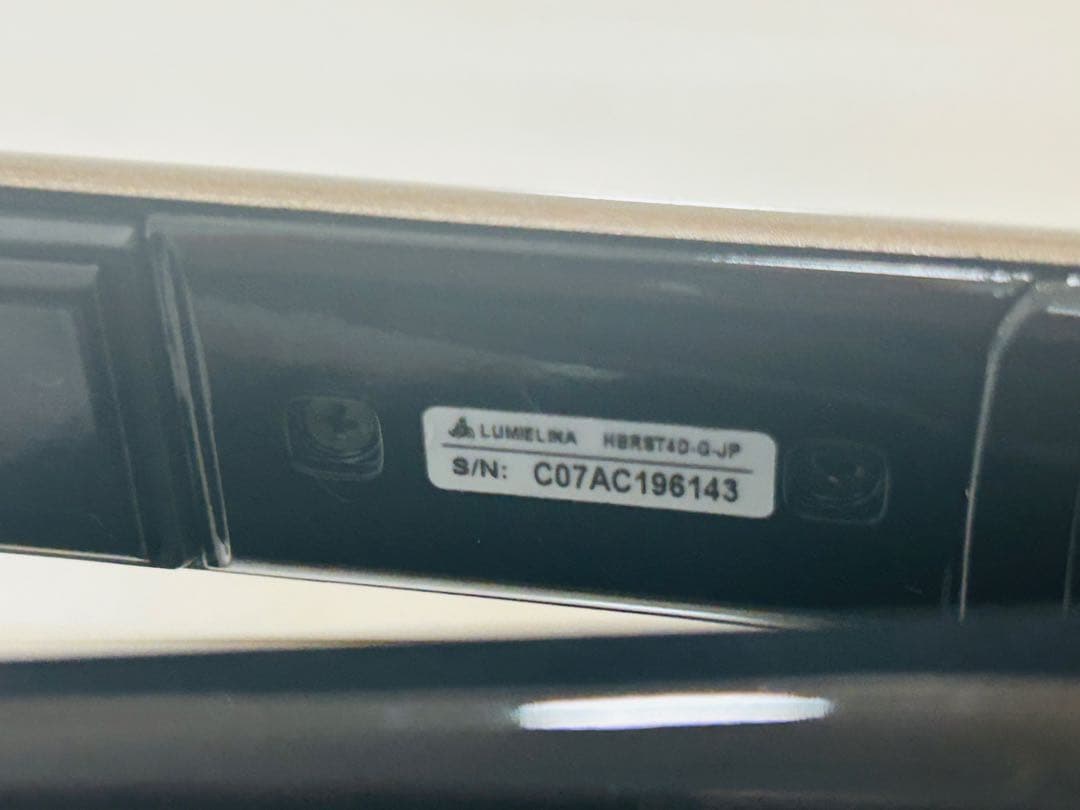 LUMIELINA HBRST4D-G-JP
S/N: C07AC196143